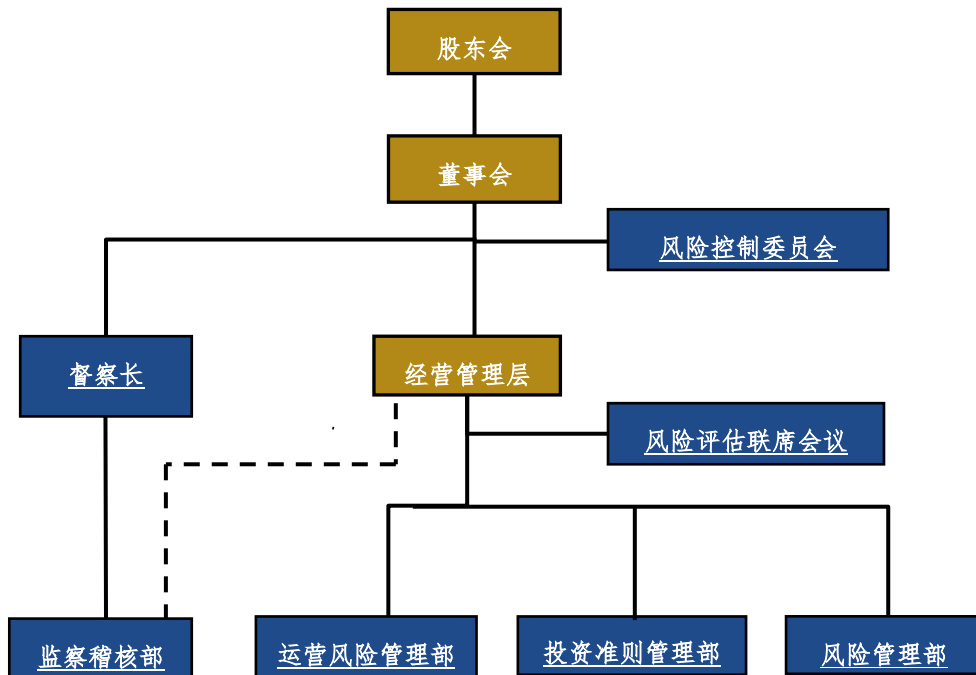 股东会
董事会
风险控制委员会
督察长
经营管理层
风险评估联席会议
监察稽核部
运营风险管理部
投资准则管理部
风险管理部